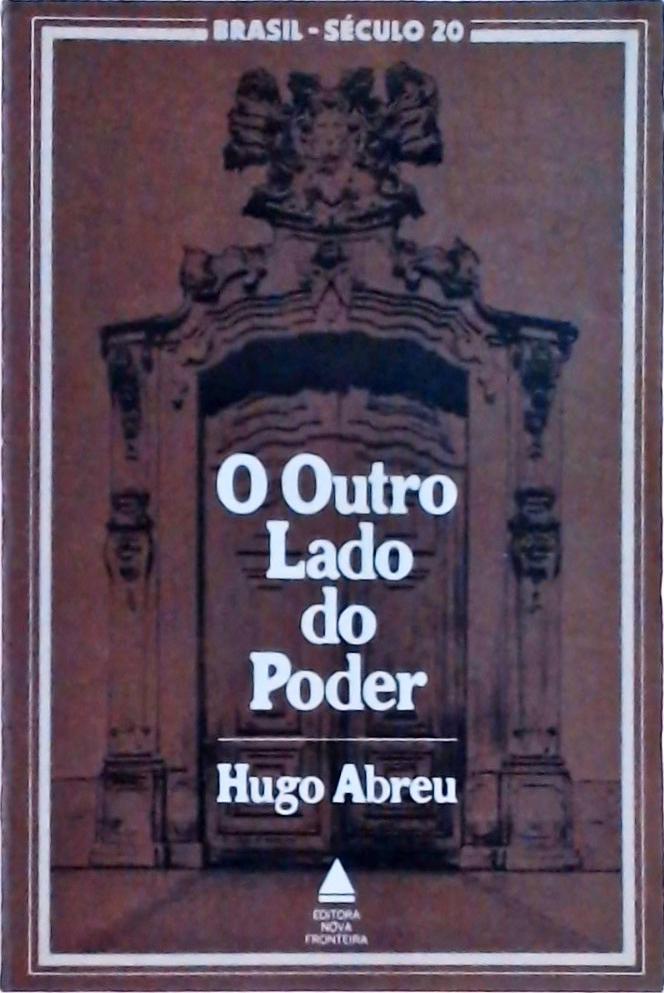 BRASIL - SÉCULO 20
O Outro
Lado
do
Poder
Hugo Abreu
EDITORA
NOVA
FRONTEIRA